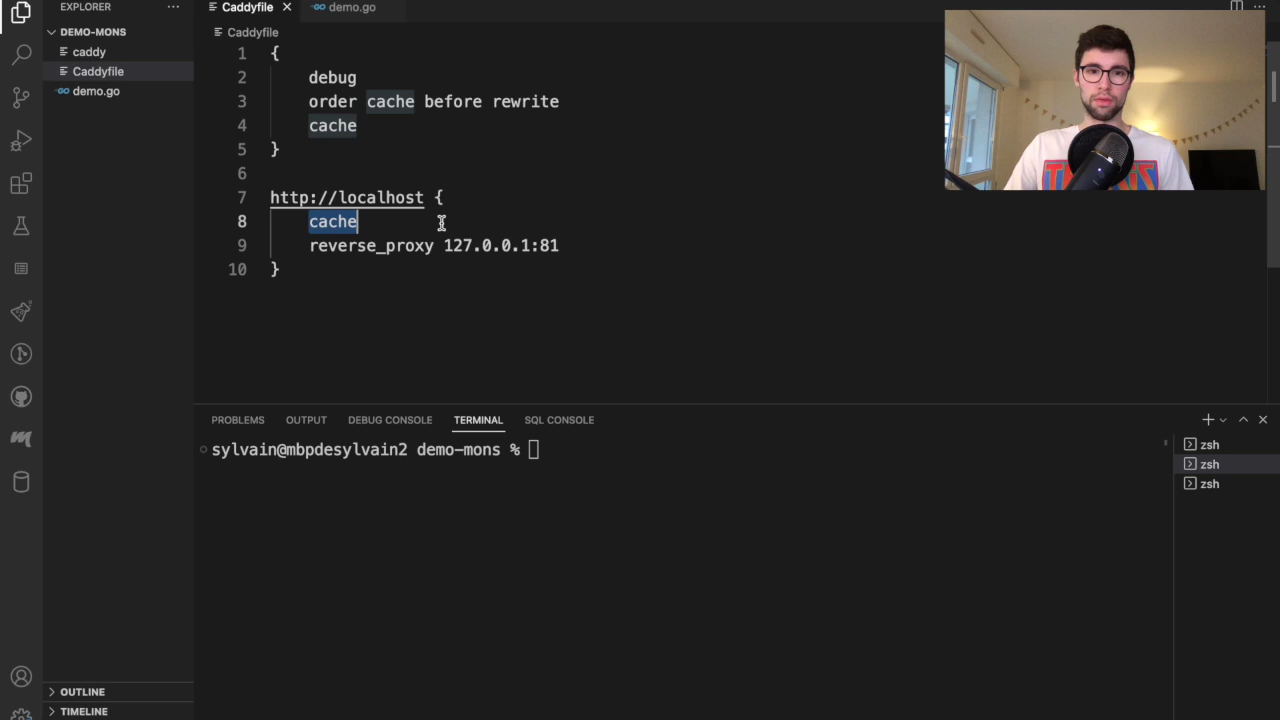 EXPLORER
DEMO-MONS
caddy
Caddyfile
demo.go
OUTLINE
TIMELINE
Caddyfile
demo.go
Caddyfile
1 {
2 debug
3 order cache before rewrite
4 cache
5 }
6
7 http://localhost {
8 cache
9 reverse_proxy 127.0.0.1:81
10 }
PROBLEMS OUTPUT DEBUG CONSOLE TERMINAL SQL CONSOLE
sylvain@mbpdesylvain2 demo-mons %
zsh
zsh
zsh